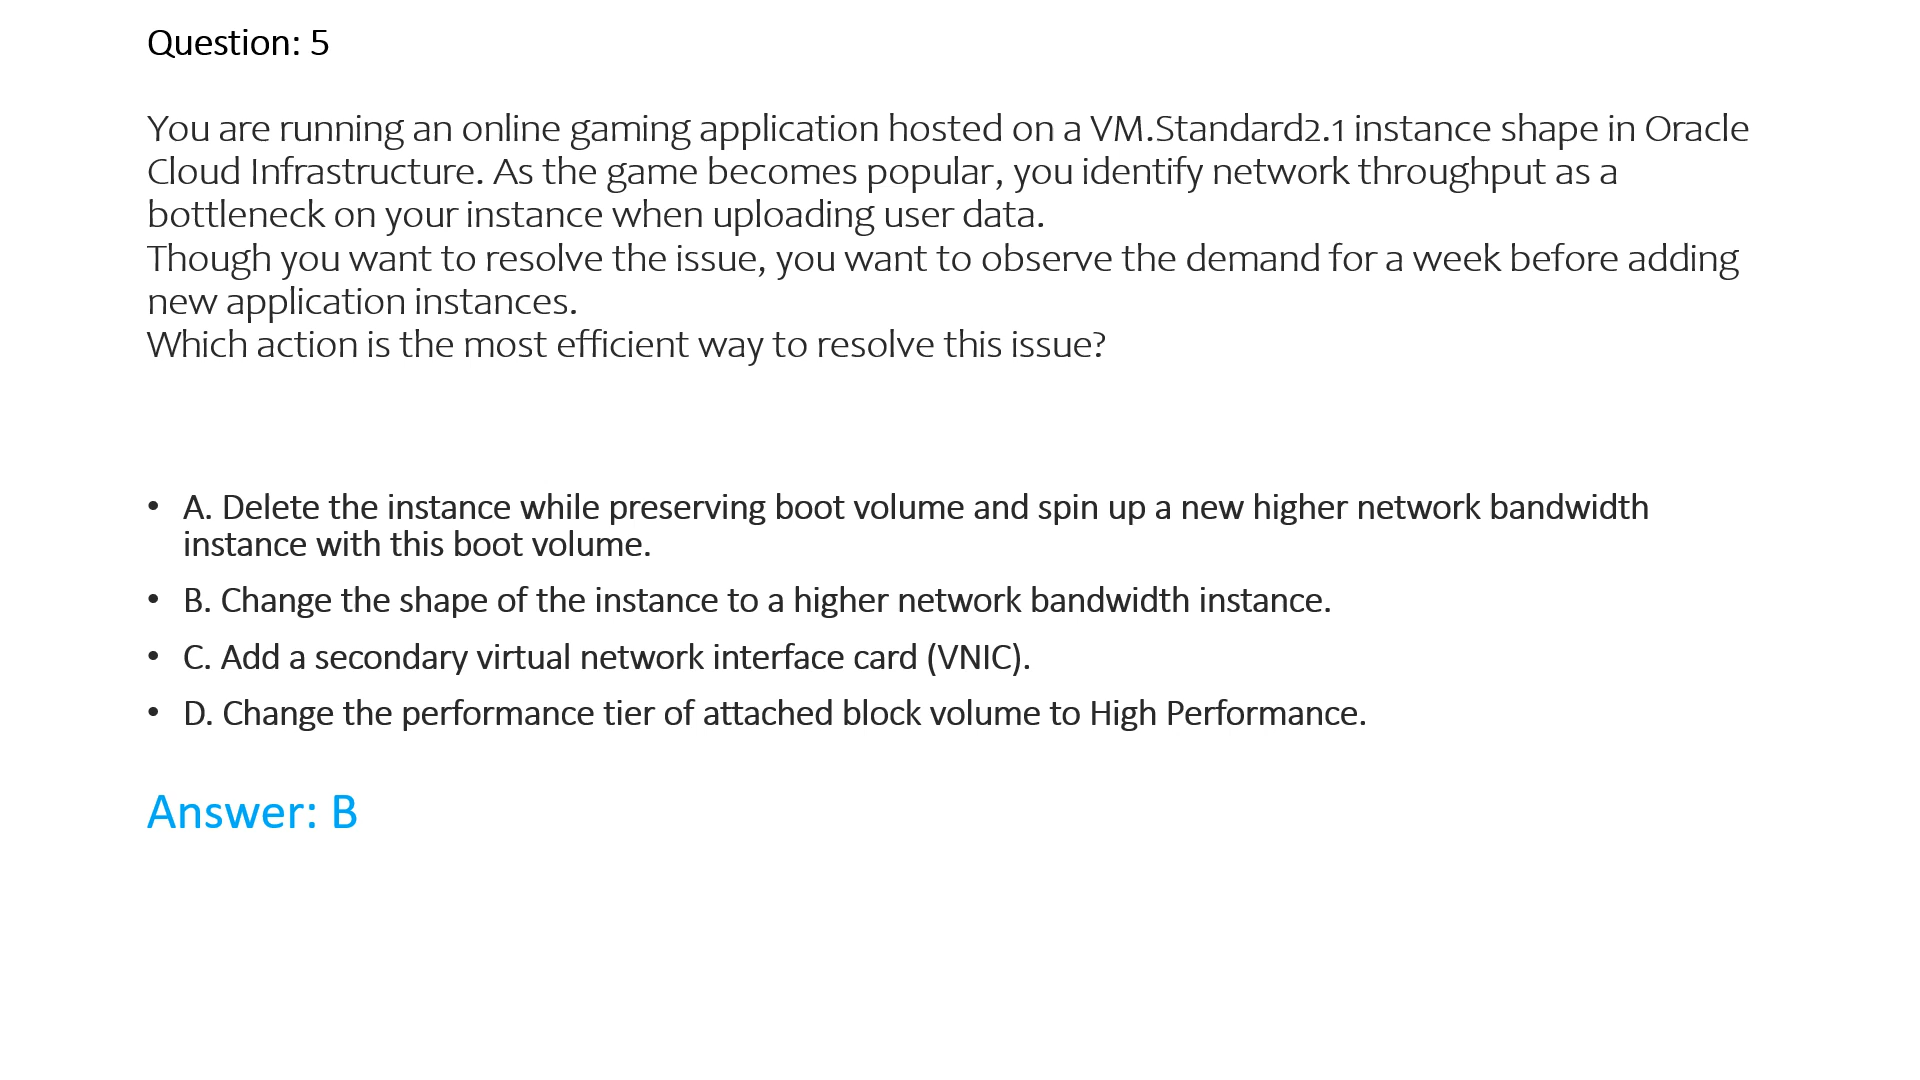 Question: 5
You are running an online gaming application hosted on a VM.Standard2.1 instance shape in Oracle
Cloud Infrastructure. As the game becomes popular, you identify network throughput as a
bottleneck on your instance when uploading user data.
Though you want to resolve the issue, you want to observe the demand for a week before adding
new application instances.
Which action is the most efficient way to resolve this issue?
• A. Delete the instance while preserving boot volume and spin up a new higher network bandwidth
instance with this boot volume.
• B. Change the shape of the instance to a higher network bandwidth instance.
• C. Add a secondary virtual network interface card (VNIC).
• D. Change the performance tier of attached block volume to High Performance.
Answer: B